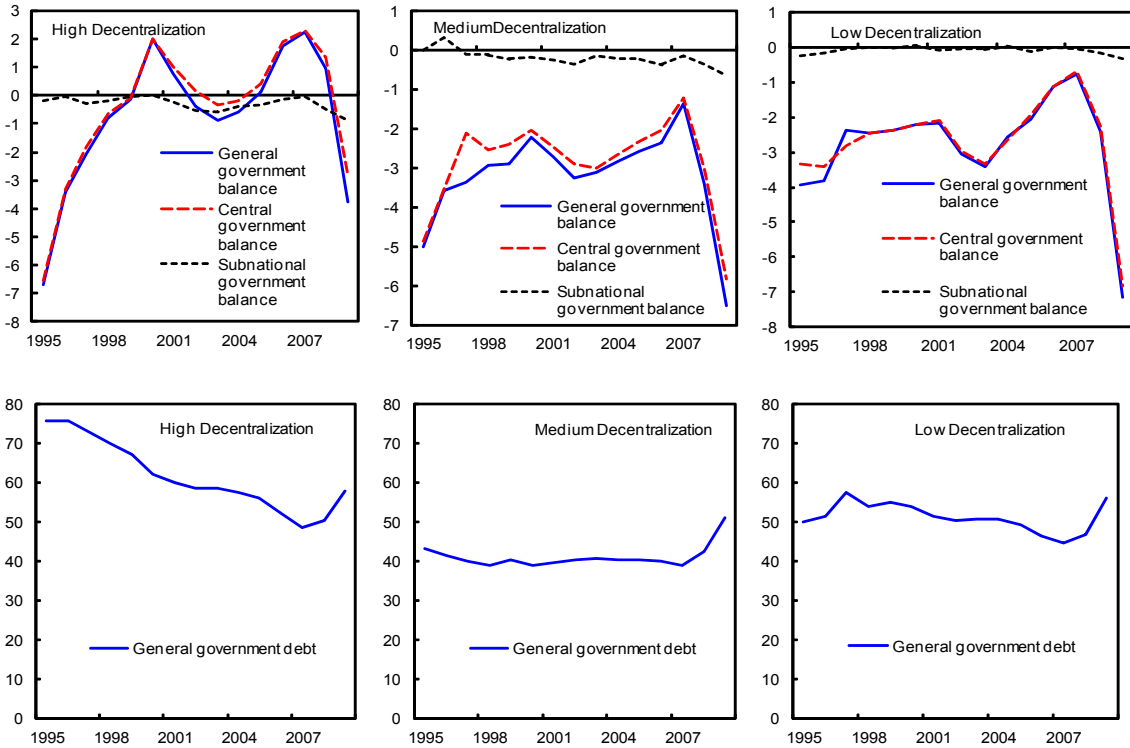 High Decentralization
3
2
1
0
-1
-2
-3
-4
-5
-6
-7
-8
General
government
balance
Central
government
balance
Subnational
government
balance
1995 1998 2001 2004 2007
Medium Decentralization
1
0
-1
-2
-3
-4
-5
-6
-7
General government
balance
Central government
balance
Subnational
government balance
1995 1998 2001 2004 2007
Low Decentralization
1
0
-1
-2
-3
-4
-5
-6
-7
-8
General government
balance
Central government
balance
Subnational government
balance
1995 1998 2001 2004 2007
High Decentralization
80
70
60
50
40
30
20
10
0
General government debt
1995 1998 2001 2004 2007
Medium Decentralization
80
70
60
50
40
30
20
10
0
General government debt
1995 1998 2001 2004 2007
Low Decentralization
80
70
60
50
40
30
20
10
0
General government debt
1995 1998 2001 2004 2007